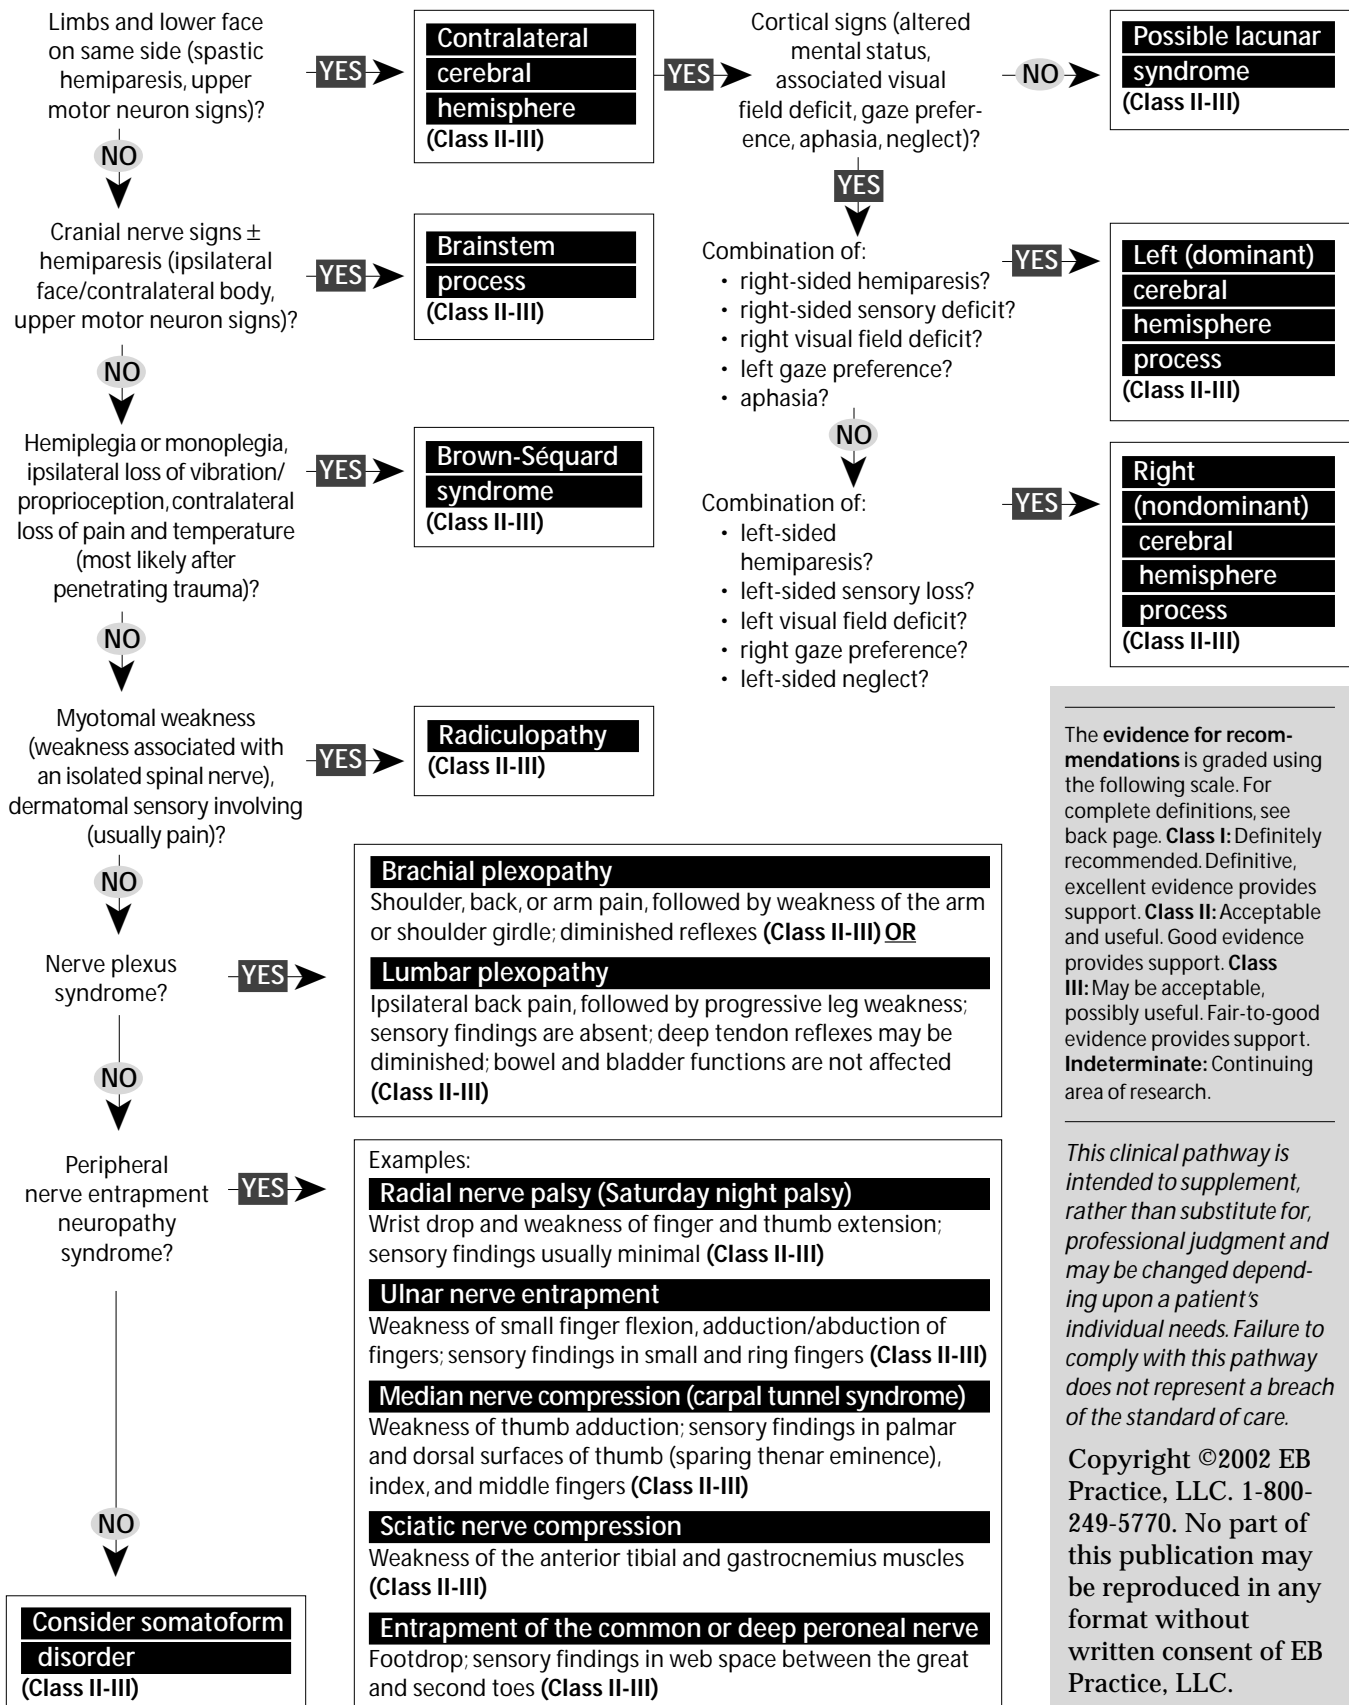 Limbs and lower face
on same side (spastic
hemiparesis, upper
motor neuron signs)?
YES
Contralateral
cerebral
hemisphere
(Class II-III)
YES
Cortical signs (altered
mental status,
associated visual
field deficit, gaze prefer-
ence, aphasia, neglect)?
NO
Possible lacunar
syndrome
(Class II-III)
NO
YES
Cranial nerve signs ±
hemiparesis (ipsilateral
face/contralateral body,
upper motor neuron signs)?
YES
Brainstem
process
(Class II-III)
Combination of:
• right-sided hemiparesis?
• right-sided sensory deficit?
• right visual field deficit?
• left gaze preference?
• aphasia?
YES
Left (dominant)
cerebral
hemisphere
process
(Class II-III)
NO
NO
Hemiplegia or monoplegia,
ipsilateral loss of vibration/
proprioception, contralateral
loss of pain and temperature
(most likely after
penetrating trauma)?
YES
Brown-Séquard
syndrome
(Class II-III)
Combination of:
• left-sided
hemiparesis?
• left-sided sensory loss?
• left visual field deficit?
• right gaze preference?
• left-sided neglect?
YES
Right
(nondominant)
cerebral
hemisphere
process
(Class II-III)
NO
Myotomal weakness
(weakness associated with
an isolated spinal nerve),
dermatomal sensory involving
(usually pain)?
YES
Radiculopathy
(Class II-III)
NO
Nerve plexus
syndrome?
YES
Brachial plexopathy
Shoulder, back, or arm pain, followed by weakness of the arm
or shoulder girdle; diminished reflexes (Class II-III) OR
Lumbar plexopathy
Ipsilateral back pain, followed by progressive leg weakness;
sensory findings are absent; deep tendon reflexes may be
diminished; bowel and bladder functions are not affected
(Class II-III)
NO
Peripheral
nerve entrapment
neuropathy
syndrome?
YES
Examples:
Radial nerve palsy (Saturday night palsy)
Wrist drop and weakness of finger and thumb extension;
sensory findings usually minimal (Class II-III)
Ulnar nerve entrapment
Weakness of small finger flexion, adduction/abduction of
fingers; sensory findings in small and ring fingers (Class II-III)
Median nerve compression (carpal tunnel syndrome)
Weakness of thumb adduction; sensory findings in palmar
and dorsal surfaces of thumb (sparing thenar eminence),
index, and middle fingers (Class II-III)
Sciatic nerve compression
Weakness of the anterior tibial and gastrocnemius muscles
(Class II-III)
Entrapment of the common or deep peroneal nerve
Footdrop; sensory findings in web space between the great
and second toes (Class II-III)
NO
Consider somatoform
disorder
(Class II-III)
The evidence for recom-
mendations is graded using
the following scale. For
complete definitions, see
back page. Class I: Definitely
recommended. Definitive,
excellent evidence provides
support. Class II: Acceptable
and useful. Good evidence
provides support. Class
III: May be acceptable,
possibly useful. Fair-to-good
evidence provides support.
Indeterminate: Continuing
area of research.
This clinical pathway is
intended to supplement,
rather than substitute for,
professional judgment and
may be changed depend-
ing upon a patient's
individual needs. Failure to
comply with this pathway
does not represent a breach
of the standard of care.
Copyright ©2002 EB
Practice, LLC. 1-800-
249-5770. No part of
this publication may
be reproduced in any
format without
written consent of EB
Practice, LLC.